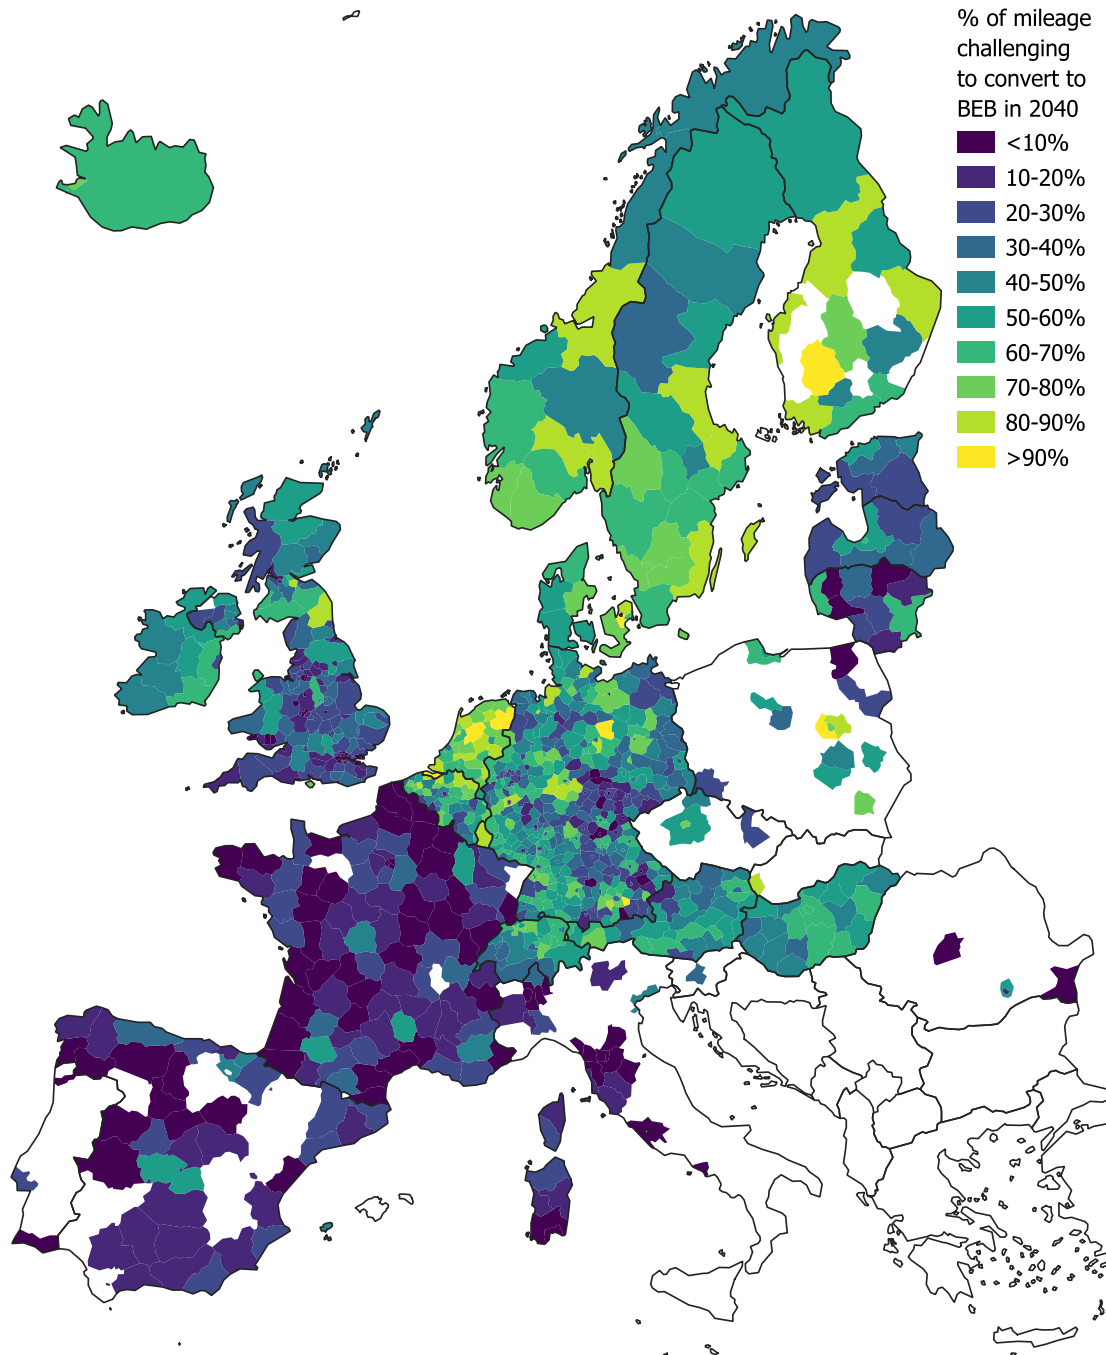 % of mileage
challenging
to convert to
BEB in 2040
<10%
10-20%
20-30%
30-40%
40-50%
50-60%
60-70%
70-80%
80-90%
>90%